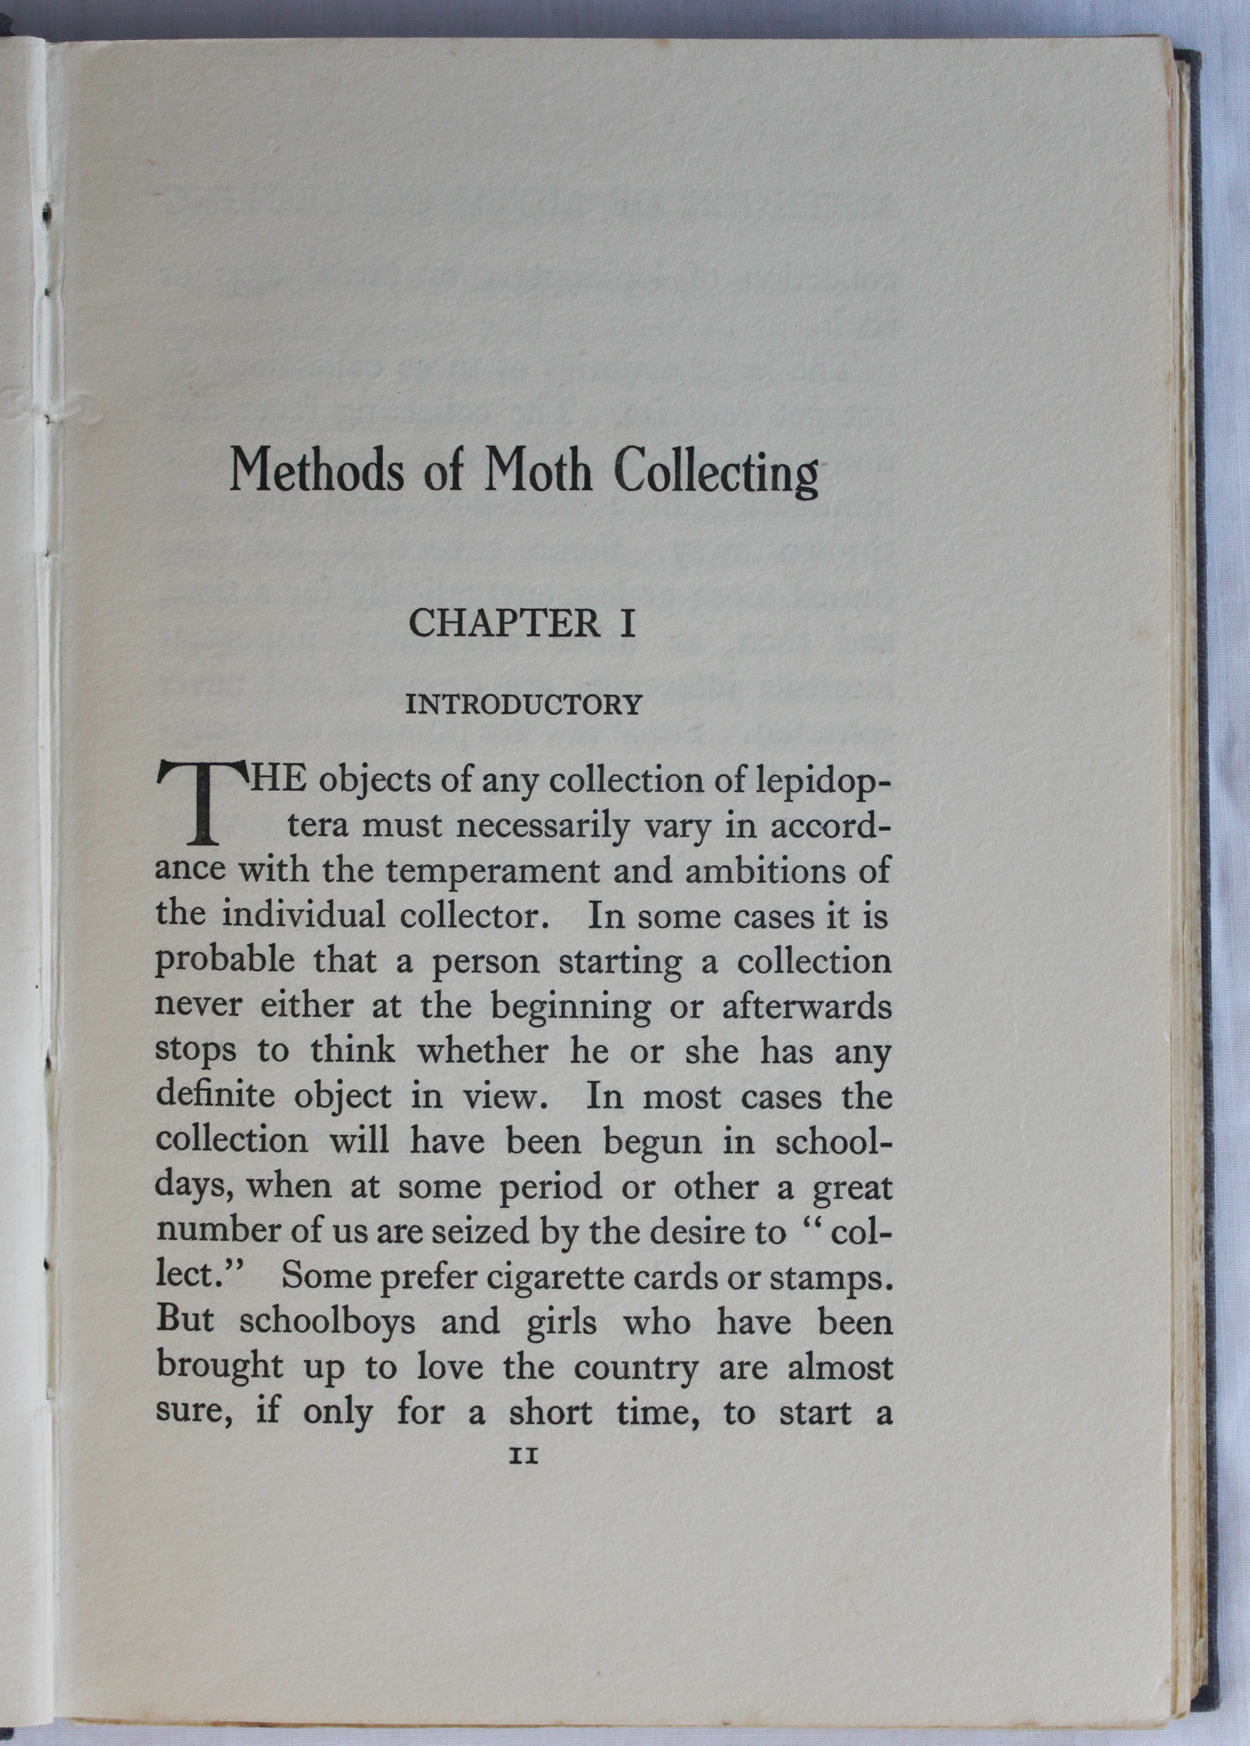 Methods of Moth Collecting
CHAPTER I
INTRODUCTORY
THE objects of any collection of lepidop-
tera must necessarily vary in accord-
ance with the temperament and ambitions of
the individual collector. In some cases it is
probable that a person starting a collection
never either at the beginning or afterwards
stops to think whether he or she has any
definite object in view. In most cases the
collection will have been begun in school-
days, when at some period or other a great
number of us are seized by the desire to “ col-
lect.” Some prefer cigarette cards or stamps.
But schoolboys and girls who have been
brought up to love the country are almost
sure, if only for a short time, to start a
11